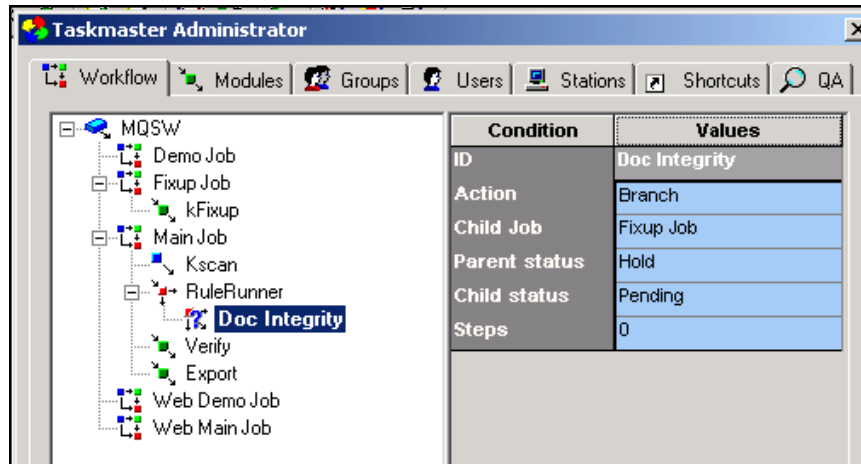 Taskmaster Administrator
Workflow Modules Groups Users Stations Shortcuts QA
MQSW
Demo Job
Fixup Job
kFixup
Main Job
Kscan
RuleRunner
Doc Integrity
Verify
Export
Web Demo Job
Web Main Job
Condition Values
ID Doc Integrity
Action Branch
Child Job Fixup Job
Parent status Hold
Child status Pending
Steps 0